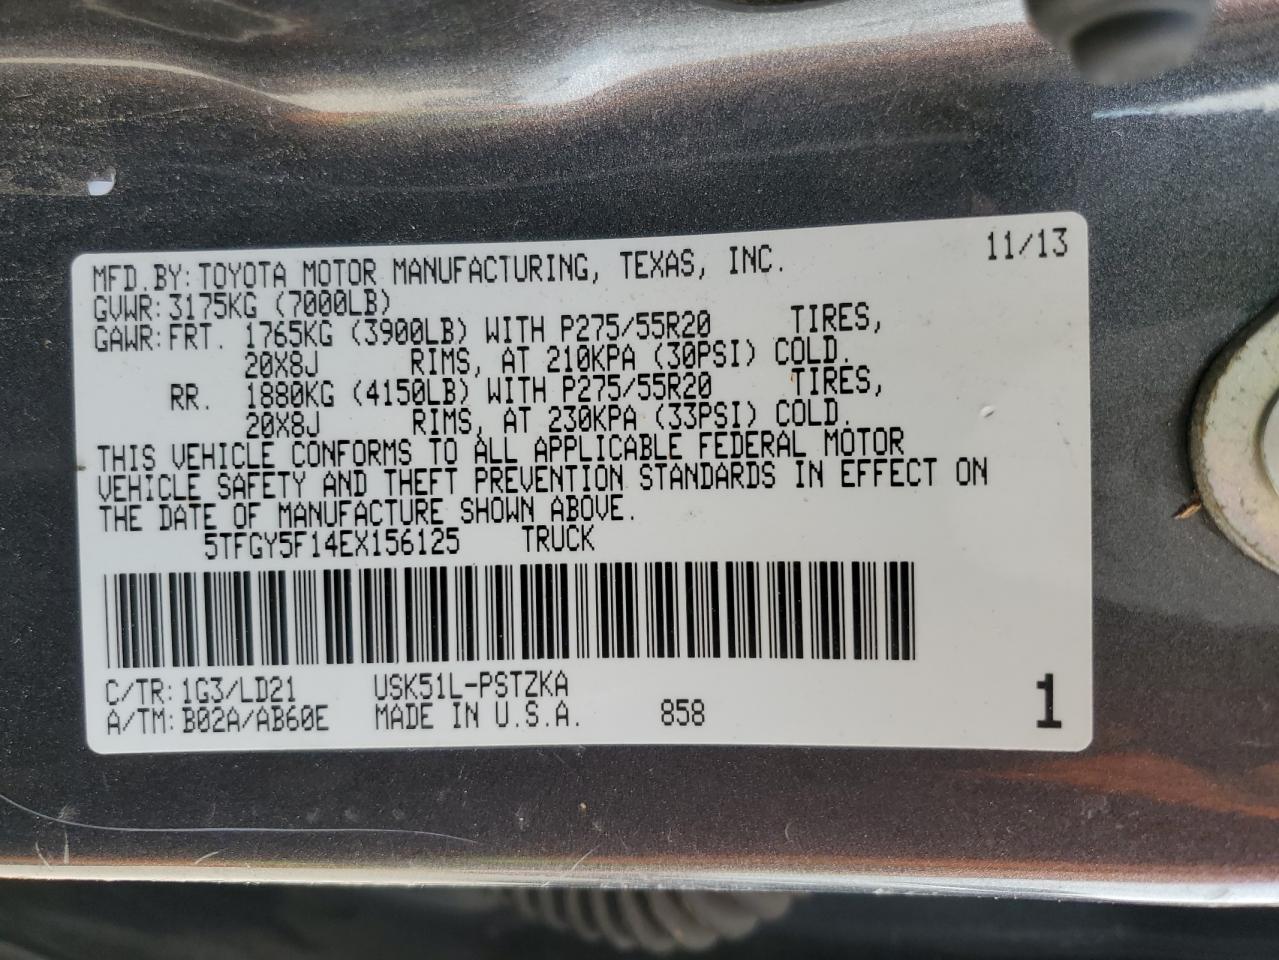 MFD.BY: TOYOTA MOTOR MANUFACTURING, TEXAS, INC. 11/13
GVWR: 3175KG (7000LB)
GAWR: FRT. 1765KG (3900LB) WITH P275/55R20 TIRES,
20X8J RIMS, AT 210KPA (30PSI) COLD.
RR. 1880KG (4150LB) WITH P275/55R20 TIRES,
20X8J RIMS, AT 230KPA (33PSI) COLD.
THIS VEHICLE CONFORMS TO ALL APPLICABLE FEDERAL MOTOR
VEHICLE SAFETY AND THEFT PREVENTION STANDARDS IN EFFECT ON
THE DATE OF MANUFACTURE SHOWN ABOVE.
5TFGY5F14EX156125 TRUCK
C/TR: 1G3/LD21 USK51L-PSTZKA
A/TM: B02A/AB60E MADE IN U.S.A. 858 1